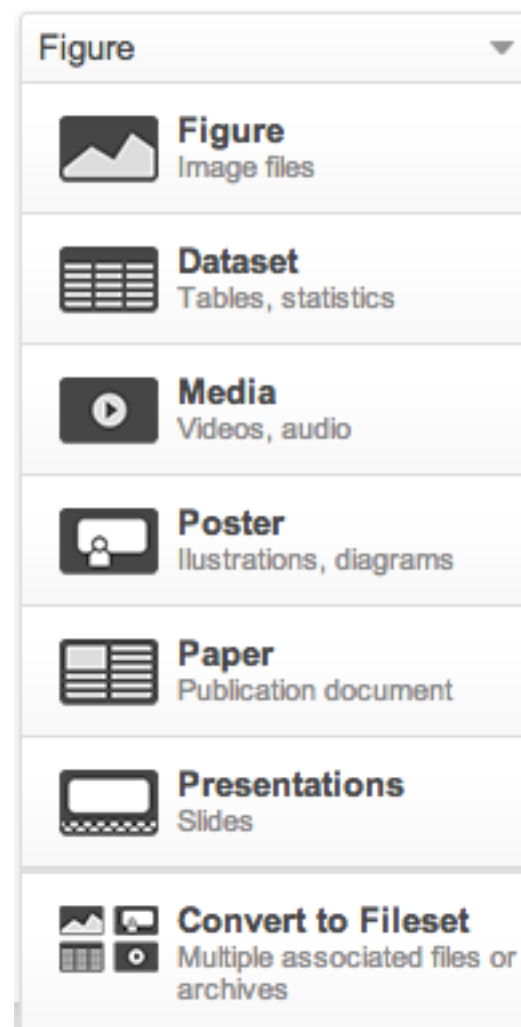 Figure
Figure
Image files
Dataset
Tables, statistics
Media
Videos, audio
Poster
Ilustrations, diagrams
Paper
Publication document
Presentations
Slides
Convert to Fileset
Multiple associated files or
archives